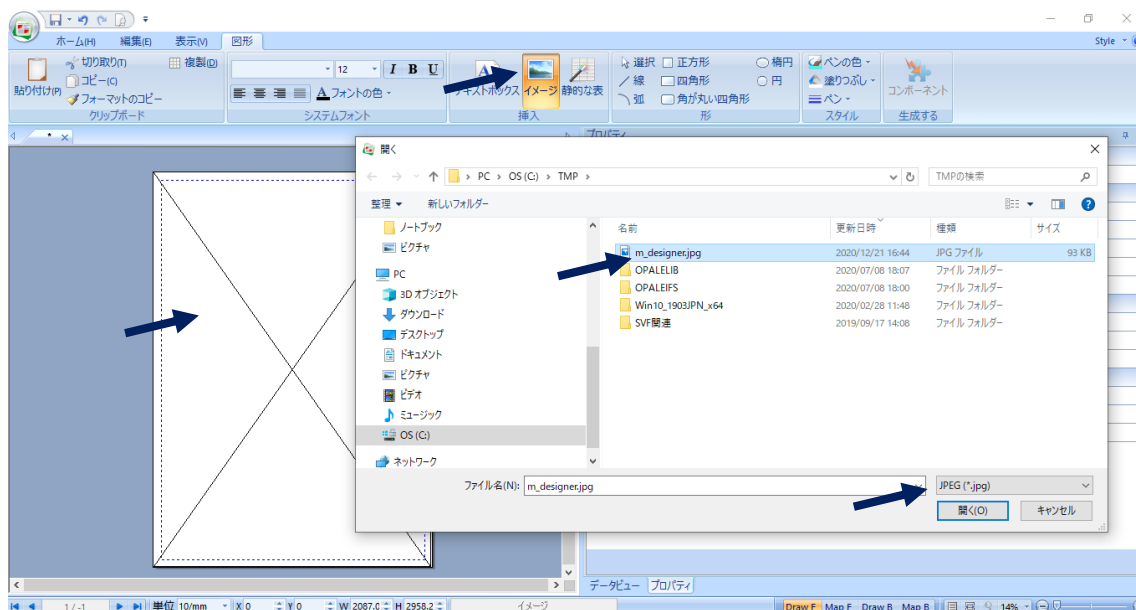 Style
ホーム(H) 編集(E) 表示(V) 図形
貼り付け(P)
切り取り(T)
コピー(C)
フォーマットのコピー
複製(D)
クリップボード
12 I B U
A フォントの色
システムフォント
テキストボックス イメージ 静的な表
挿入
選択 正方形 楕円
線 四角形 円
弧 角が丸い四角形
形
ペンの色
塗りつぶし
ペン
スタイル
コンポーネント
生成する
*
プロパティ
開く
PC › OS (C:) › TMP ›
TMPの検索
整理 新しいフォルダー
ノートブック
ピクチャ
PC
3D オブジェクト
ダウンロード
デスクトップ
ドキュメント
ピクチャ
ビデオ
ミュージック
OS (C:)
ネットワーク
名前 更新日時 種類 サイズ
m_designer.jpg 2020/12/21 16:44 JPG ファイル 93 KB
OPALELIB 2020/07/08 18:07 ファイル フォルダー
OPALEIFS 2020/07/08 18:00 ファイル フォルダー
Win10_1903JPN_x64 2020/02/28 11:48 ファイル フォルダー
SVF関連 2019/09/17 14:08 ファイル フォルダー
ファイル名(N): m_designer.jpg JPEG (*.jpg)
開く(O) キャンセル
データビュー プロパティ
1 / -1 単位 10/mm X 0 Y 0 W 2087.0 H 2958.2 イメージ Draw F Map F Draw B Map B 14%